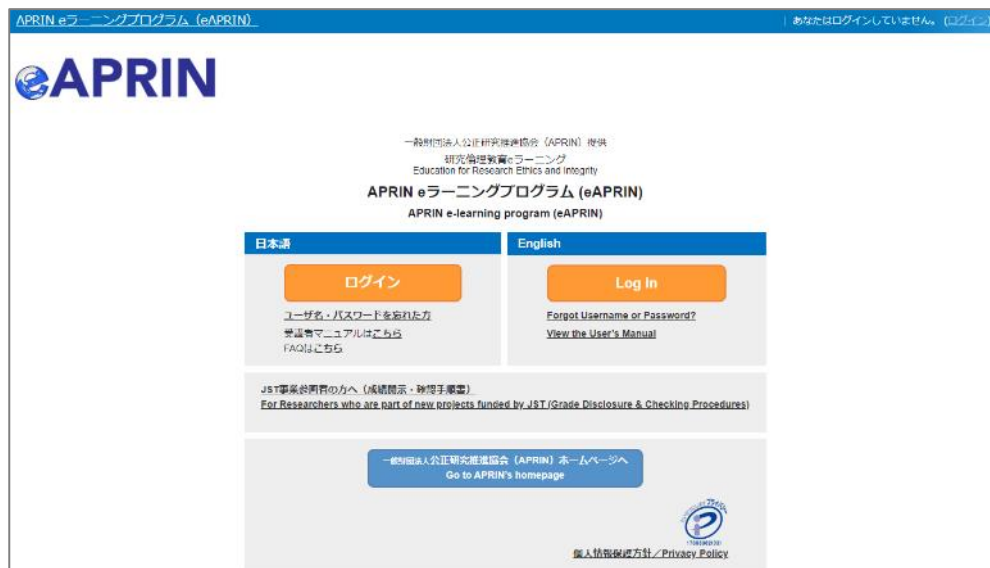 APRIN eラーニングプログラム (eAPRIN)
あなたはログインしていません。 (ログイン)
eAPRIN
一般財団法人公正研究推進協会 (APRIN) 提供
研究倫理教育eラーニング
Education for Research Ethics and Integrity
APRIN eラーニングプログラム (eAPRIN)
APRIN e-learning program (eAPRIN)
日本語
ログイン
ユーザ名・パスワードを忘れた方
受講者マニュアルはこちら
FAQはこちら
English
Log In
Forgot Username or Password?
View the User's Manual
JST事業参画者の方へ (成績開示・確認手順書)
For Researchers who are part of new projects funded by JST (Grade Disclosure & Checking Procedures)
一般財団法人公正研究推進協会 (APRIN) ホームページへ
Go to APRIN's homepage
個人情報保護方針／Privacy Policy